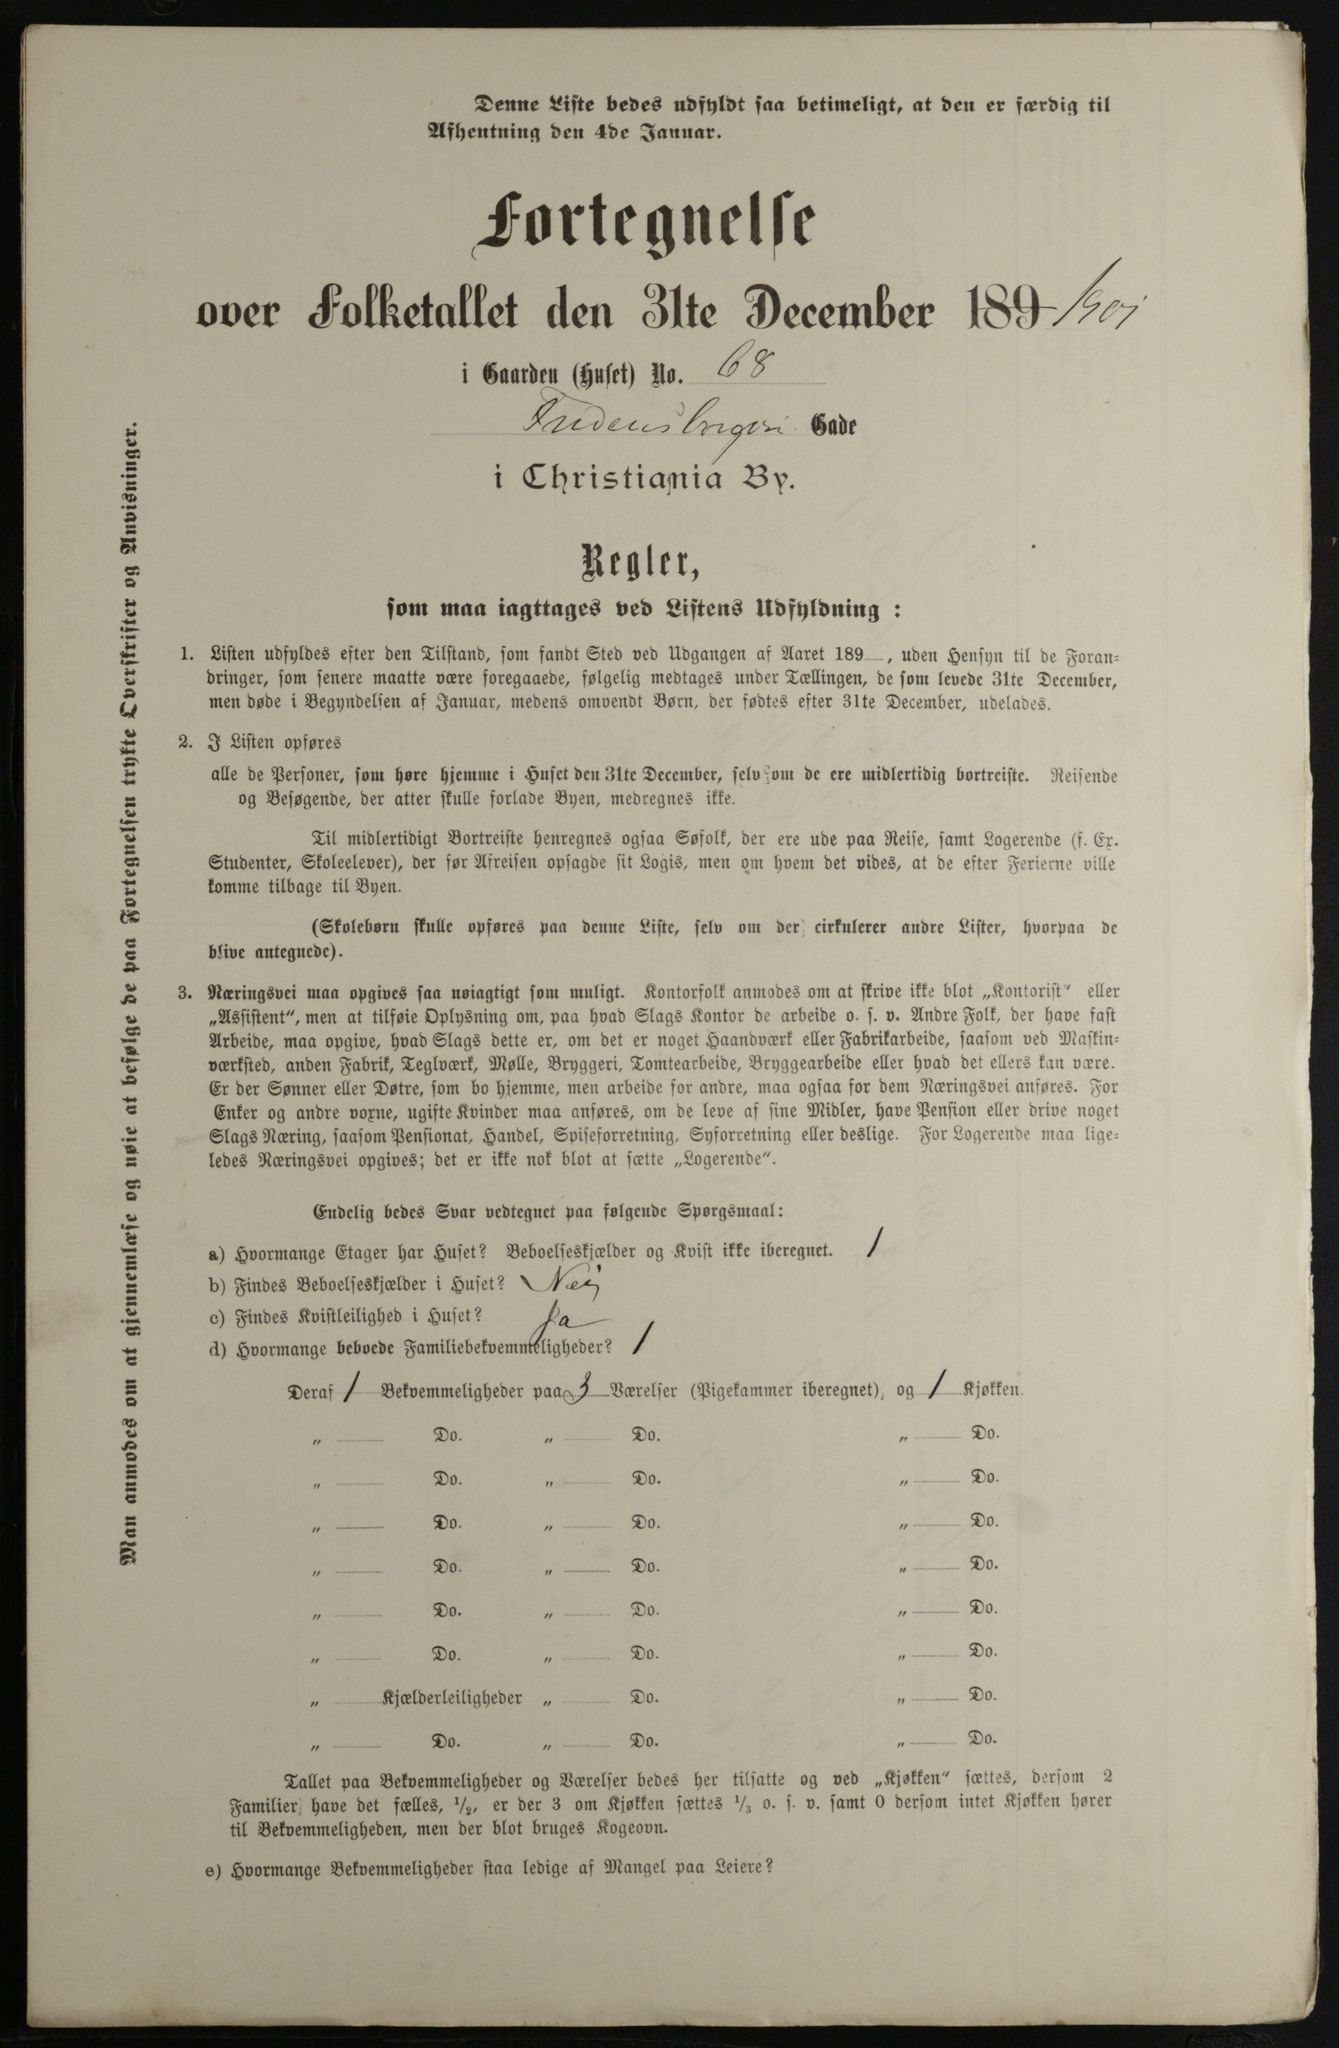 Denne Liste bedes udfyldt saa betimeligt, at den er færdig til
Afhentning den 4de Januar.
Fortegnelse
over Folketallet den 31te December 189 1901
i Gaarden (Huset) No. 68
Fredensborgvei Gade
i Christiania By.
Regler,
som maa iagttages ved Listens Udfyldning:
1. Listen udfyldes efter den Tilstand, som fandt Sted ved Udgangen af Aaret 189 , uden Hensyn til de Foran-
dringer, som senere maatte være foregaaede, følgelig medtages under Tællingen, de som levede 31te December,
men døde i Begyndelsen af Januar, medens omvendt Børn, der fødtes efter 31te December, udelades.
2. I Listen opføres
alle de Personer, som høre hjemme i Huset den 31te December, selv om de ere midlertidig bortreiste. Reisende
og Besøgende, der atter skulle forlade Byen, medregnes ikke.
Til midlertidigt Bortreiste henregnes ogsaa Søfolk, der ere ude paa Reise, samt Logerende (f. Ex.
Studenter, Skoleelever), der før Afreisen opsagde sit Logis, men om hvem det vides, at de efter Ferierne ville
komme tilbage til Byen.
(Skolebørn skulle opføres paa denne Liste, selv om der cirkulerer andre Lister, hvorpaa de
blive antegnede).
3. Næringsvei maa opgives saa nøiagtigt som muligt. Kontorfolk anmodes om at skrive ikke blot „Kontorist" eller
„Assistent", men at tilføie Oplysning om, paa hvad Slags Kontor de arbeide o. s. v. Andre Folk, der have fast
Arbeide, maa opgive, hvad Slags dette er, om det er noget Haandværk eller Fabrikarbeide, saasom ved Maskin-
værksted, anden Fabrik, Teglværk, Mølle, Bryggeri, Tomtearbeide, Bryggearbeide eller hvad det ellers kan være.
Er der Sønner eller Døtre, som bo hjemme, men arbeide for andre, maa ogsaa for dem Næringsvei anføres. For
Enker og andre voxne, ugifte Kvinder maa anføres, om de leve af sine Midler, have Pension eller drive noget
Slags Næring, saasom Pensionat, Handel, Spiseforretning, Syforretning eller deslige. For Logerende maa lige-
ledes Næringsvei opgives; det er ikke nok blot at sætte „Logerende".
Endelig bedes Svar vedtegnet paa følgende Spørgsmaal:
a) Hvormange Etager har Huset? Beboelseskjælder og Kvist ikke iberegnet. 1
b) Findes Beboelseskjælder i Huset? Nei
c) Findes Kvistleilighed i Huset? Ja
d) Hvormange beboede Familiebekvemmeligheder? 1
Deraf 1 Bekvemmeligheder paa 3 Værelser (Pigekammer iberegnet), og 1 Kjøkken.
„ Do. „ Do. „ Do.
„ Do. „ Do. „ Do.
„ Do. „ Do. „ Do.
„ Do. „ Do. „ Do.
„ Do. „ Do. „ Do.
„ Do. „ Do. „ Do.
„ Kjælderleiligheder „ Do. „ Do.
„ Do. „ Do. „ Do.
Tallet paa Bekvemmeligheder og Værelser bedes her tilsatte og ved „Kjøkken" sættes, dersom 2
Familier have det fælles, 1/2, er der 3 om Kjøkken sættes 1/3 o. s. v. samt 0 dersom intet Kjøkken hører
til Bekvemmeligheden, men der blot bruges Kogeovn.
e) Hvormange Bekvemmeligheder staa ledige af Mangel paa Leiere?
Man anmodes om at gjennemlæse og nøie at befølge de paa Fortegnelsen trykte Overskrifter og Anvisninger.